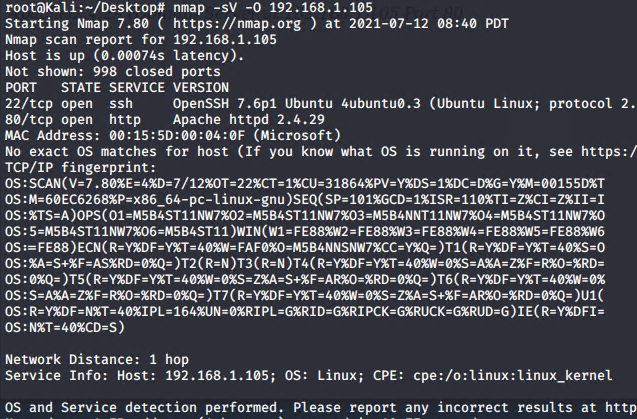 root@Kali:~/Desktop# nmap -sV -O 192.168.1.105
Starting Nmap 7.80 ( https://nmap.org ) at 2021-07-12 08:40 PDT
Nmap scan report for 192.168.1.105
Host is up (0.00074s latency).
Not shown: 998 closed ports
PORT   STATE SERVICE VERSION
22/tcp open  ssh     OpenSSH 7.6p1 Ubuntu 4ubuntu0.3 (Ubuntu Linux; protocol 2.
80/tcp open  http    Apache httpd 2.4.29
MAC Address: 00:15:5D:00:04:0F (Microsoft)
No exact OS matches for host (If you know what OS is running on it, see https:/
TCP/IP fingerprint:
OS:SCAN(V=7.80%E=4%D=7/12%OT=22%CT=1%CU=31864%PV=Y%DS=1%DC=D%G=Y%M=00155D%T
OS:M=60EC6268%P=x86_64-pc-linux-gnu)SEQ(SP=101%GCD=1%ISR=110%TI=Z%CI=Z%II=I
OS:%TS=A)OPS(O1=M5B4ST11NW7%O2=M5B4ST11NW7%O3=M5B4NNT11NW7%O4=M5B4ST11NW7%O
OS:5=M5B4ST11NW7%O6=M5B4ST11)WIN(W1=FE88%W2=FE88%W3=FE88%W4=FE88%W5=FE88%W6
OS:=FE88)ECN(R=Y%DF=Y%T=40%W=FAF0%O=M5B4NNSNW7%CC=Y%Q=)T1(R=Y%DF=Y%T=40%S=O
OS:%A=S+%F=AS%RD=0%Q=)T2(R=N)T3(R=N)T4(R=Y%DF=Y%T=40%W=0%S=A%A=Z%F=R%O=%RD=
OS:0%Q=)T5(R=Y%DF=Y%T=40%W=0%S=Z%A=S+%F=AR%O=%RD=0%Q=)T6(R=Y%DF=Y%T=40%W=0%
OS:S=A%A=Z%F=R%O=%RD=0%Q=)T7(R=Y%DF=Y%T=40%W=0%S=Z%A=S+%F=AR%O=%RD=0%Q=)U1(
OS:R=Y%DF=N%T=40%IPL=164%UN=0%RIPL=G%RID=G%RIPCK=G%RUCK=G%RUD=G)IE(R=Y%DFI=
OS:N%T=40%CD=S)
Network Distance: 1 hop
Service Info: Host: 192.168.1.105; OS: Linux; CPE: cpe:/o:linux:linux_kernel
OS and Service detection performed. Please report any incorrect results at http